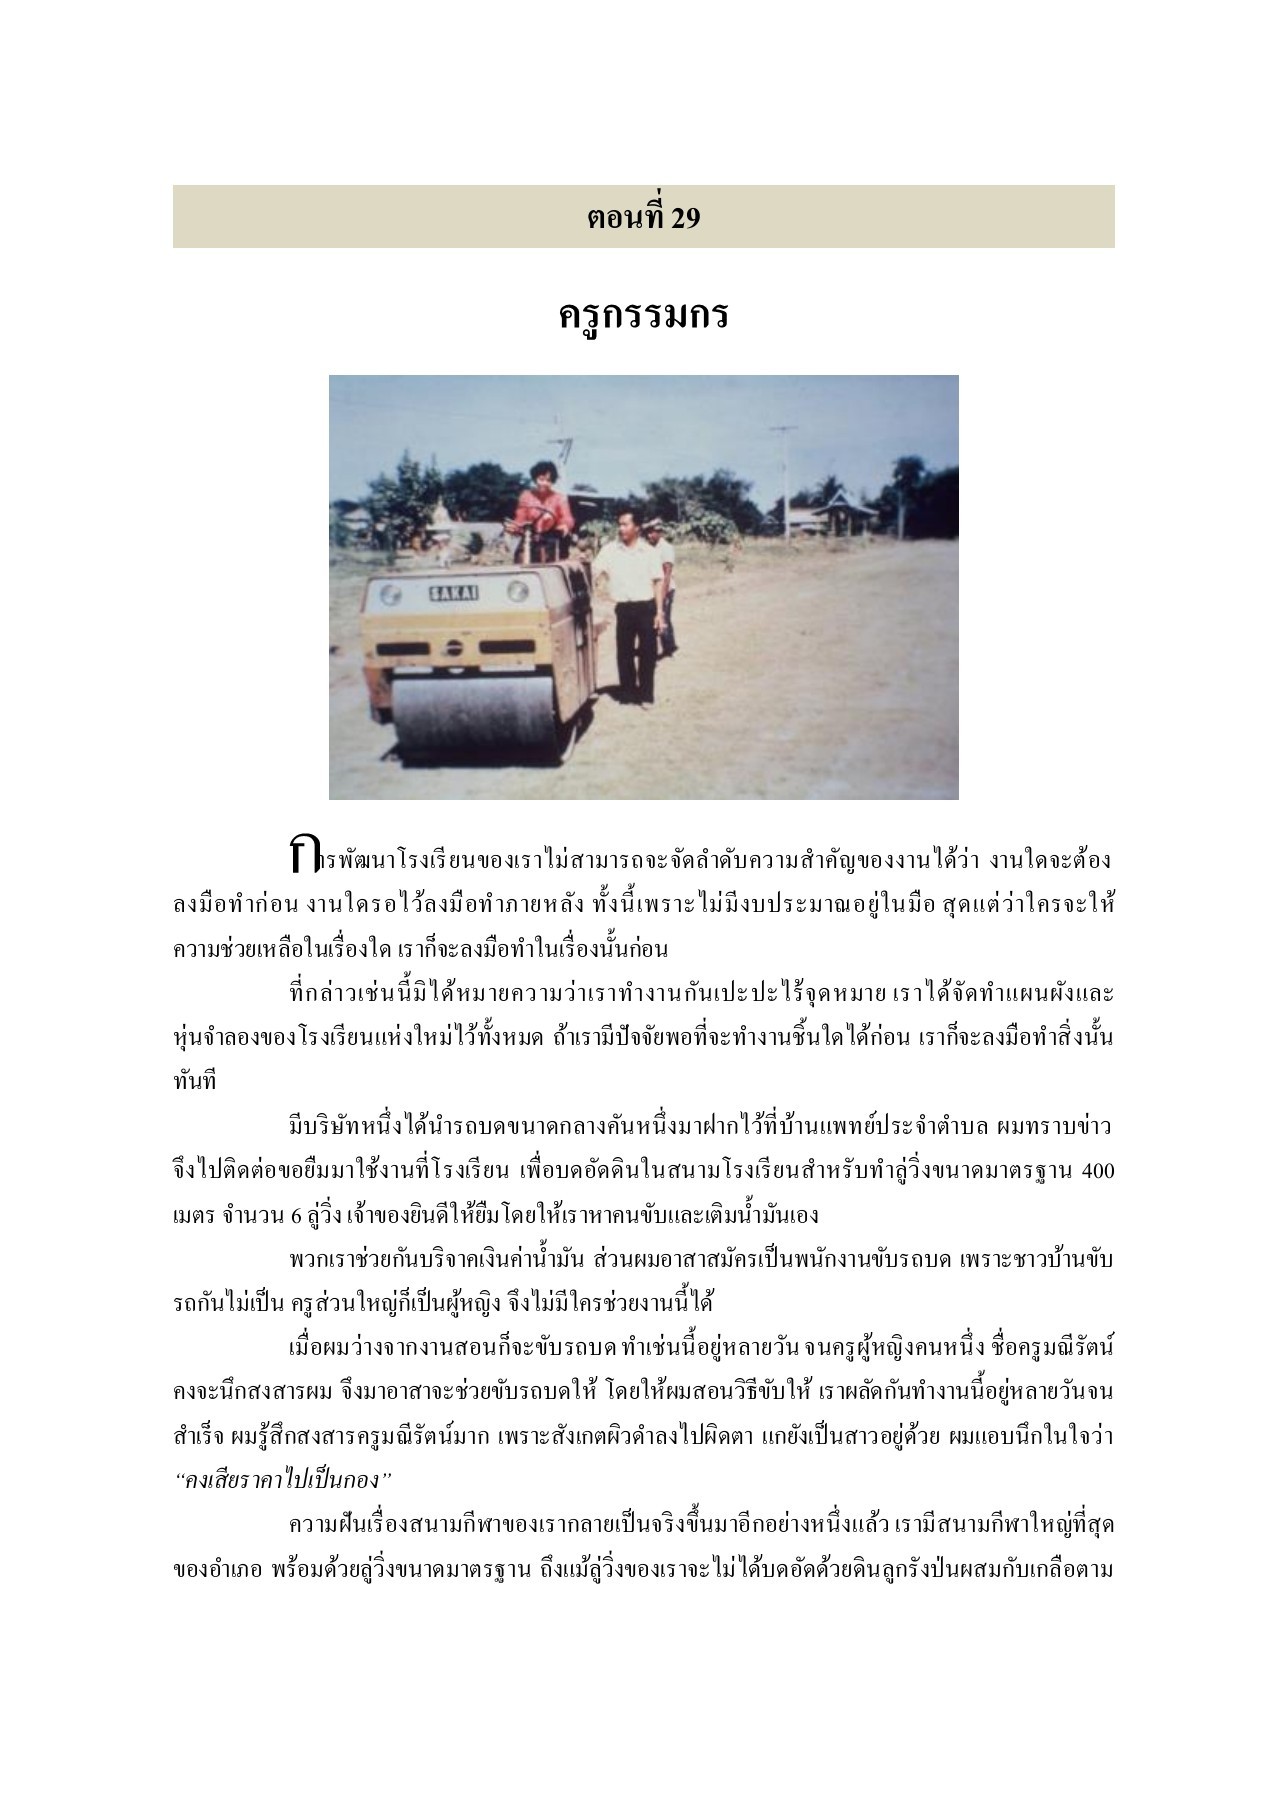 ตอนที่ 29
ครูกรรมกร
SAKAI
การพัฒนาโรงเรียนของเราไม่สามารถจะจัดลำดับความสำคัญของงานได้ว่า งานใดจะต้อง
ลงมือทำก่อน งานใดรอไว้ลงมือทำภายหลัง ทั้งนี้เพราะไม่มีงบประมาณอยู่ในมือ สุดแต่ว่าใครจะให้
ความช่วยเหลือในเรื่องใด เราก็จะลงมือทำในเรื่องนั้นก่อน
ที่กล่าวเช่นนี้มิได้หมายความว่าเราทำงานกันเปะปะไร้จุดหมาย เราได้จัดทำแผนผังและ
หุ่นจำลองของโรงเรียนแห่งใหม่ไว้ทั้งหมด ถ้าเรามีปัจจัยพอที่จะทำงานชิ้นใดได้ก่อน เราก็จะลงมือทำสิ่งนั้น
ทันที
มีบริษัทหนึ่งได้นำรถบดขนาดกลางคันหนึ่งมาฝากไว้ที่บ้านแพทย์ประจำตำบล ผมทราบข่าว
จึงไปติดต่อขอยืมมาใช้งานที่โรงเรียน เพื่อบดอัดดินในสนามโรงเรียนสำหรับทำลู่วิ่งขนาดมาตรฐาน 400
เมตร จำนวน 6 ลู่วิ่ง เจ้าของยินดีให้ยืมโดยให้เราหาคนขับและเติมน้ำมันเอง
พวกเราช่วยกันบริจาคเงินค่าน้ำมัน ส่วนผมอาสาสมัครเป็นพนักงานขับรถบด เพราะชาวบ้านขับ
รถกันไม่เป็น ครูส่วนใหญ่ก็เป็นผู้หญิง จึงไม่มีใครช่วยงานนี้ได้
เมื่อผมว่างจากงานสอนก็จะขับรถบด ทำเช่นนี้อยู่หลายวัน จนครูผู้หญิงคนหนึ่ง ชื่อครูมณีรัตน์
คงจะนึกสงสารผม จึงมาอาสาจะช่วยขับรถบดให้ โดยให้ผมสอนวิธีขับให้ เราผลัดกันทำงานนี้อยู่หลายวันจน
สำเร็จ ผมรู้สึกสงสารครูมณีรัตน์มาก เพราะสังเกตผิวดำลงไปผิดตา แกยังเป็นสาวอยู่ด้วย ผมแอบนึกในใจว่า
“คงเสียราคาไปเป็นกอง”
ความฝันเรื่องสนามกีฬาของเรากลายเป็นจริงขึ้นมาอีกอย่างหนึ่งแล้ว เรามีสนามกีฬาใหญ่ที่สุด
ของอำเภอ พร้อมด้วยลู่วิ่งขนาดมาตรฐาน ถึงแม้ลู่วิ่งของเราจะไม่ได้บดอัดด้วยดินลูกรังป่นผสมกับเกลือตาม